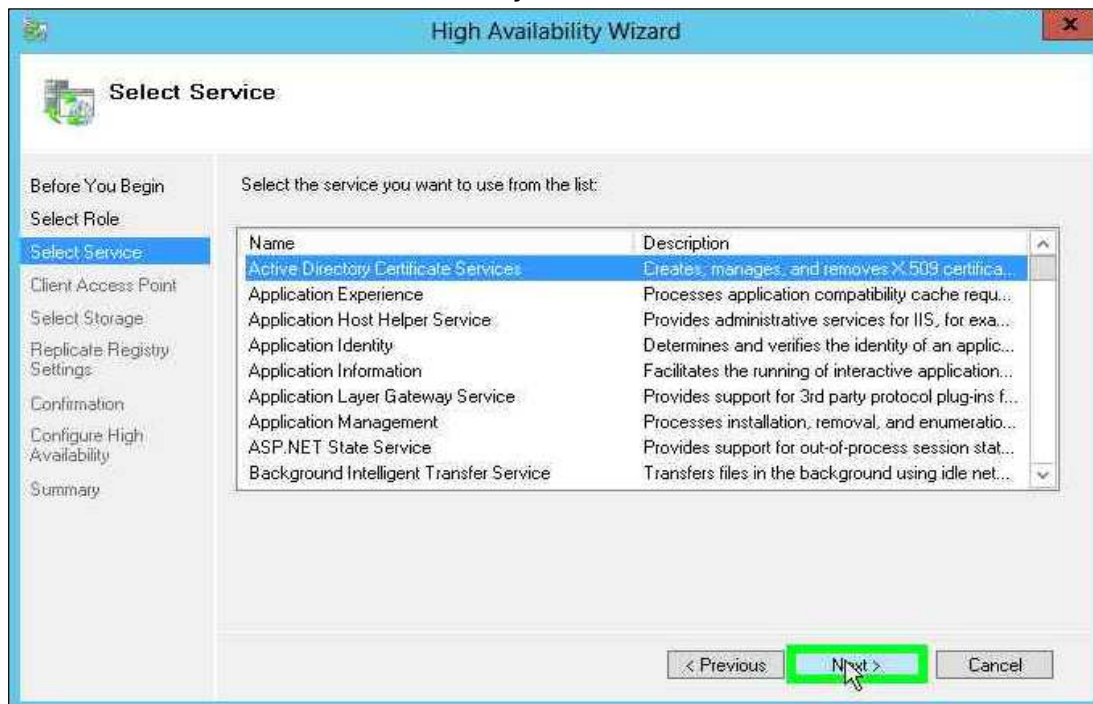 High Availability Wizard
Select Service
Before You Begin
Select Role
Select Service
Client Access Point
Select Storage
Replicate Registry
Settings
Confirmation
Configure High
Availability
Summary
Select the service you want to use from the list:
Name Description
Active Directory Certificate Services Creates, manages, and removes X.509 certifica...
Application Experience Processes application compatibility cache requ...
Application Host Helper Service Provides administrative services for IIS, for exa...
Application Identity Determines and verifies the identity of an applic...
Application Information Facilitates the running of interactive application...
Application Layer Gateway Service Provides support for 3rd party protocol plug-ins f...
Application Management Processes installation, removal, and enumeratio...
ASP.NET State Service Provides support for out-of-process session stat...
Background Intelligent Transfer Service Transfers files in the background using idle net...
< Previous Next > Cancel